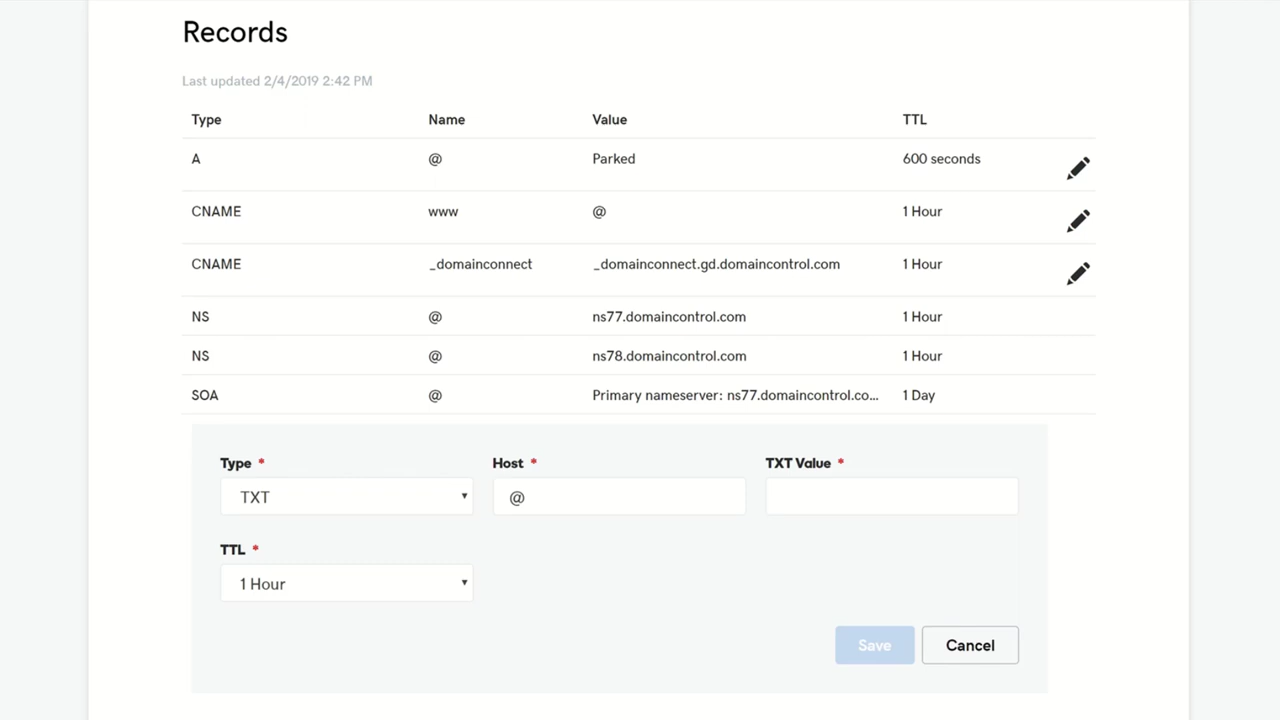 Records
Last updated 2/4/2019 2:42 PM
Type Name Value TTL
A @ Parked 600 seconds
CNAME www @ 1 Hour
CNAME _domainconnect _domainconnect.gd.domaincontrol.com 1 Hour
NS @ ns77.domaincontrol.com 1 Hour
NS @ ns78.domaincontrol.com 1 Hour
SOA @ Primary nameserver: ns77.domaincontrol.co... 1 Day
Type * Host * TXT Value *
TXT @
TTL *
1 Hour
Save Cancel